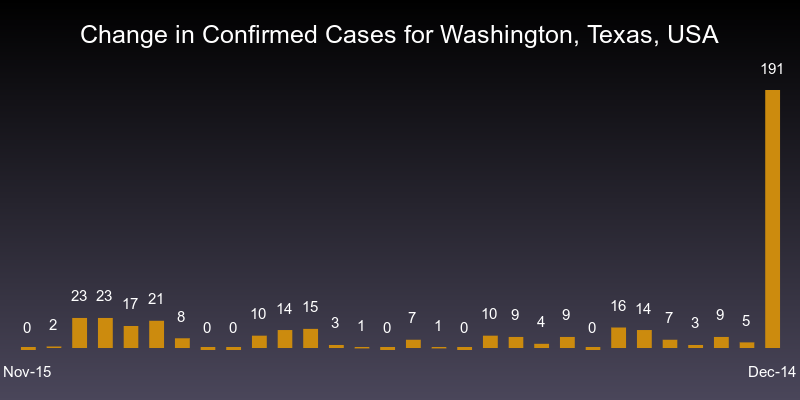 Change in Confirmed Cases for Washington, Texas, USA
0 2 23 23 17 21 8 0 0 10 14 15 3 1 0 7 1 0 10 9 4 9 0 16 14 7 3 9 5 191
Nov-15 Dec-14